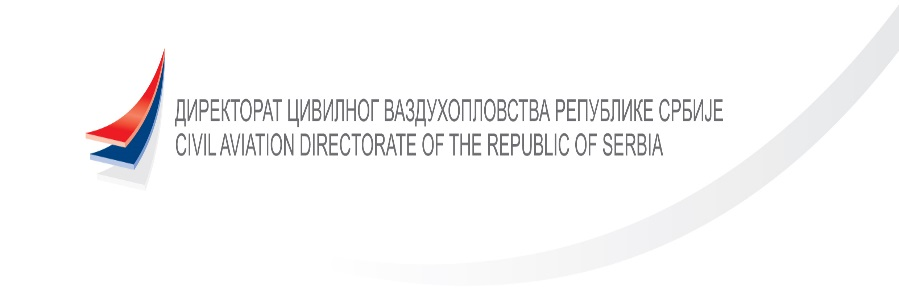 ДИРЕКТОРАТ ЦИВИЛНОГ ВАЗДУХОПЛОВСТВА РЕПУБЛИКЕ СРБИЈЕ
CIVIL AVIATION DIRECTORATE OF THE REPUBLIC OF SERBIA